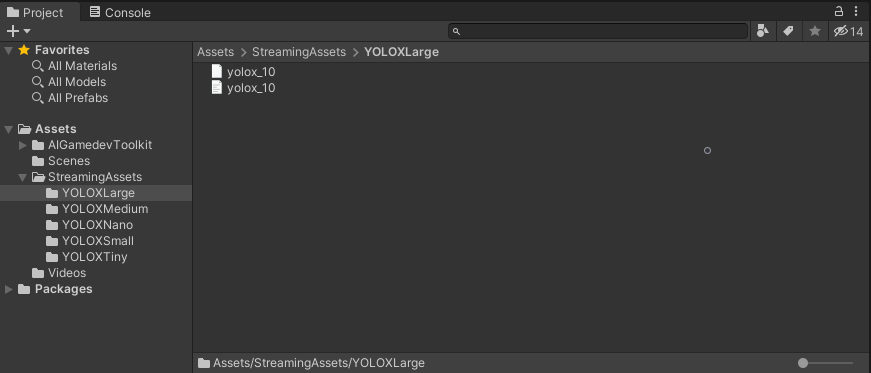 Project
Console
14
Favorites
All Materials
All Models
All Prefabs
Assets
AIGamedevToolkit
Scenes
StreamingAssets
YOLOXLarge
YOLOXMedium
YOLOXNano
YOLOXSmall
YOLOXTiny
Videos
Packages
Assets > StreamingAssets > YOLOXLarge
yolox_10
yolox_10
Assets/StreamingAssets/YOLOXLarge